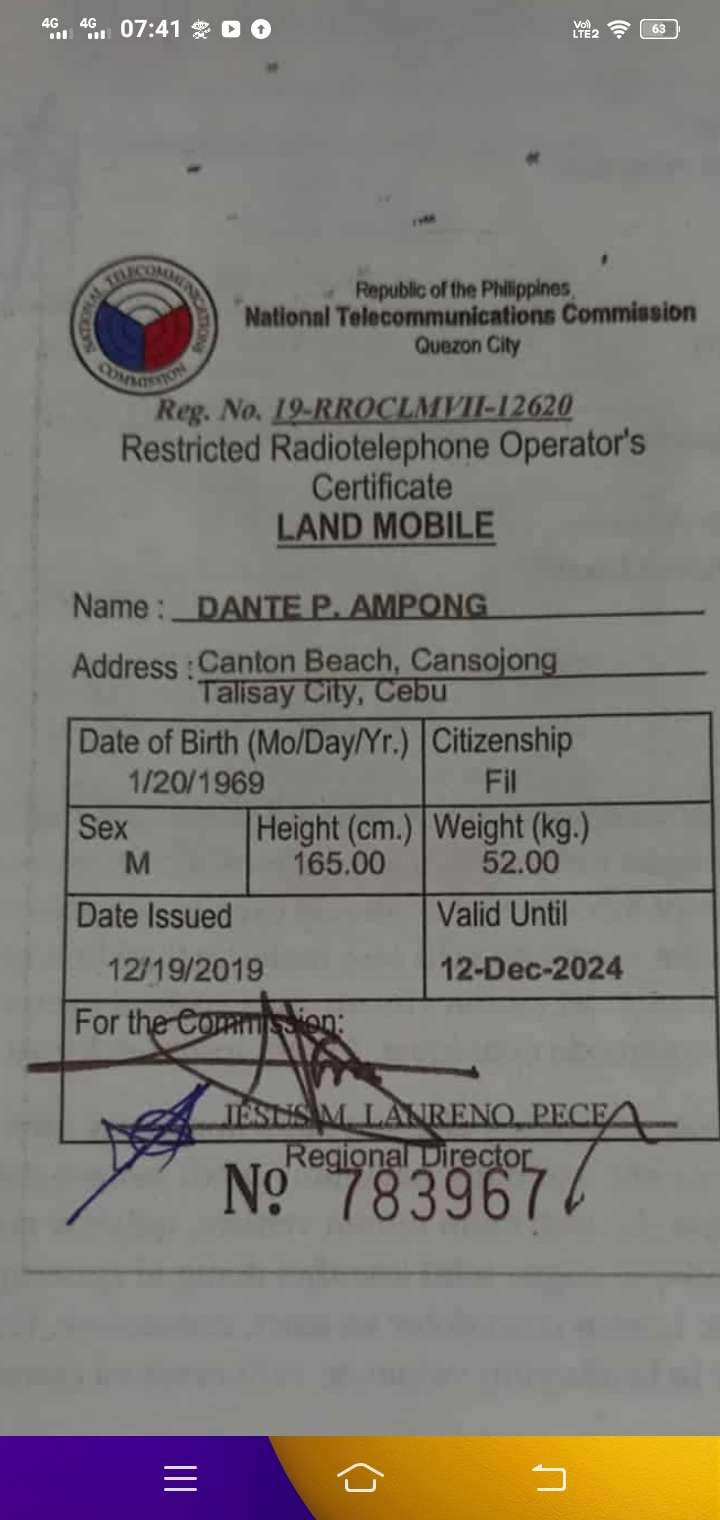 4G 4G 07:41 Vo) LTE2 63
NATIONAL TELECOMMUNICATIONS COMMISSION
Republic of the Philippines
National Telecommunications Commission
Quezon City
Reg. No. 19-RROCLMVII-12620
Restricted Radiotelephone Operator's
Certificate
LAND MOBILE
Name : DANTE P. AMPONG
Address : Canton Beach, Cansojong
Talisay City, Cebu
Date of Birth (Mo/Day/Yr.) Citizenship
1/20/1969 Fil
Sex Height (cm.) Weight (kg.)
M 165.00 52.00
Date Issued Valid Until
12/19/2019 12-Dec-2024
For the Commission:
JESUS M. LAURENO, PECE
Regional Director
Nº 783967